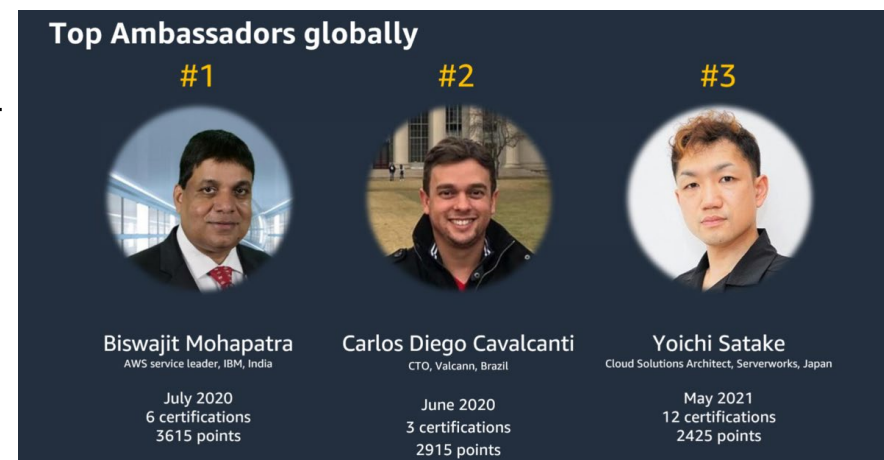 Top Ambassadors globally
#1
#2
#3
Biswajit Mohapatra
AWS service leader, IBM, India
July 2020
6 certifications
3615 points
Carlos Diego Cavalcanti
CTO, Valcann, Brazil
June 2020
3 certifications
2915 points
Yoichi Satake
Cloud Solutions Architect, Serverworks, Japan
May 2021
12 certifications
2425 points